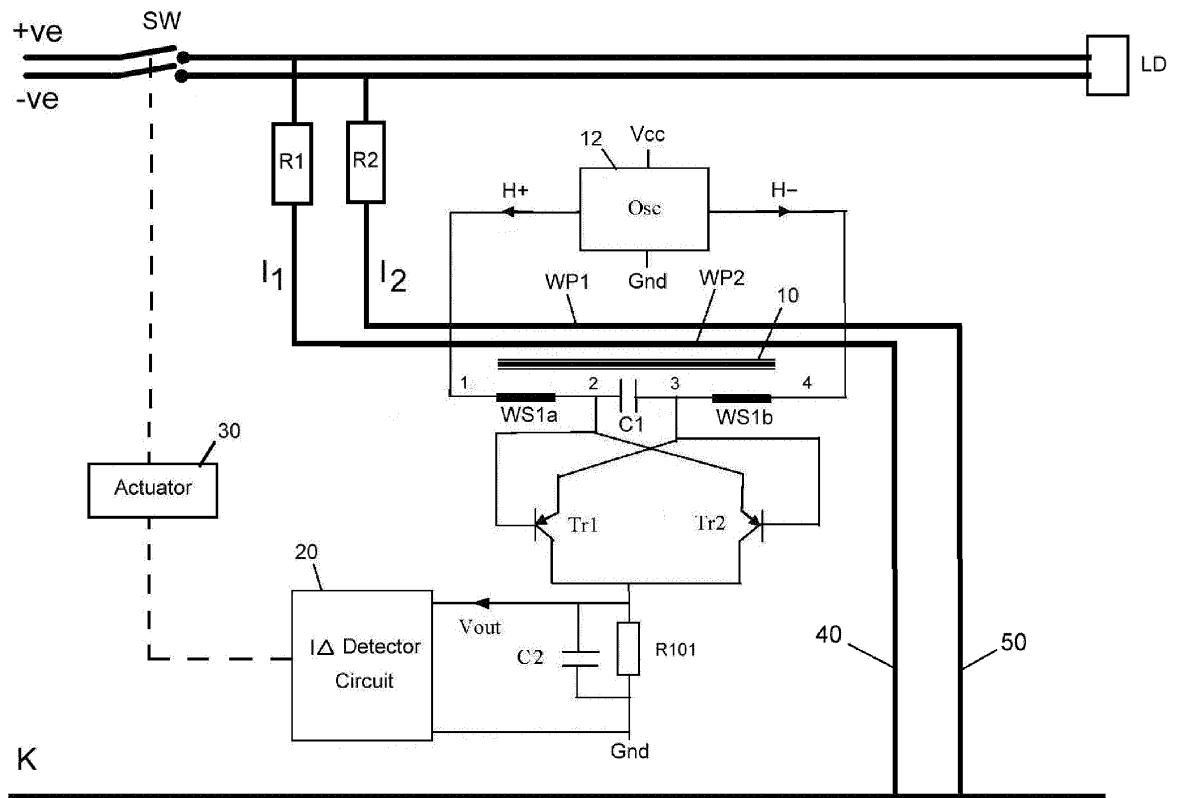 +ve
SW
-ve
LD
R1
R2
12
Vcc
H+
Osc
H−
I1
I2
Gnd
WP1
WP2
10
1
2
3
4
WS1a
C1
WS1b
30
Actuator
Tr1
Tr2
20
I∆ Detector
Circuit
Vout
C2
R101
40
50
Gnd
K